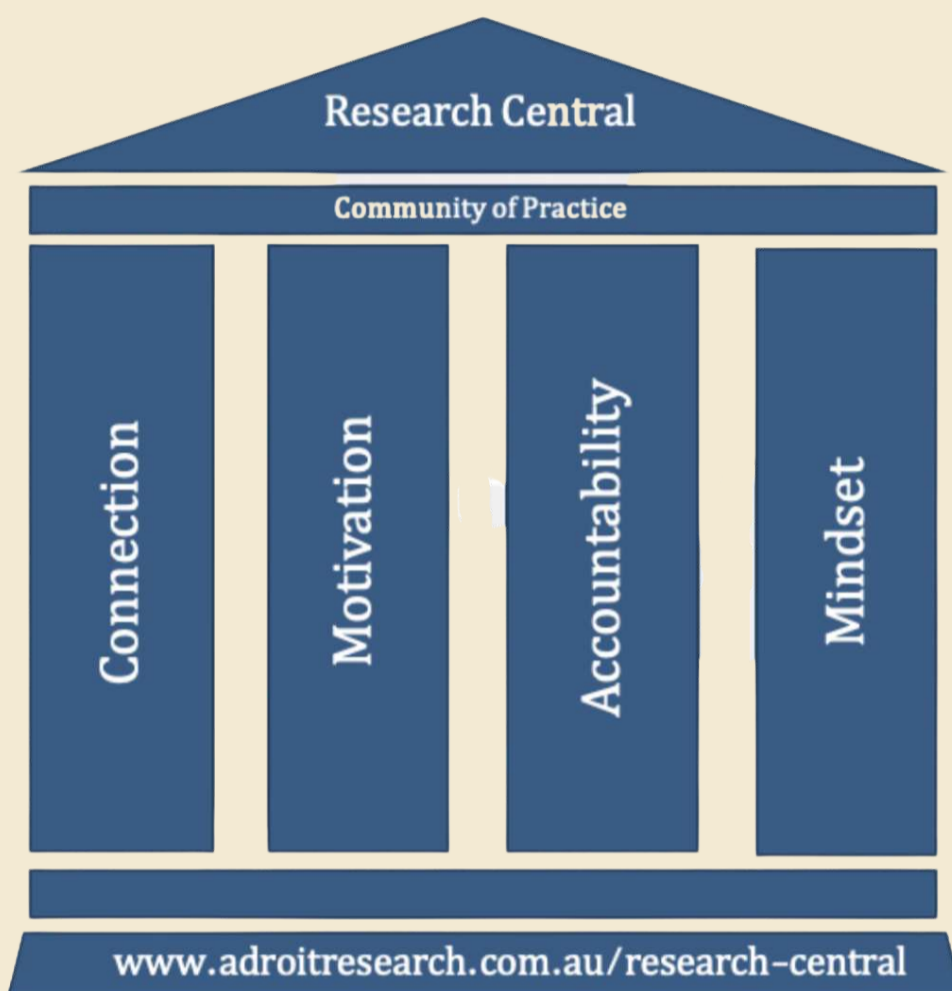 Research Central
Community of Practice
Connection
Motivation
Accountability
Mindset
www.adroitresearch.com.au/research-central